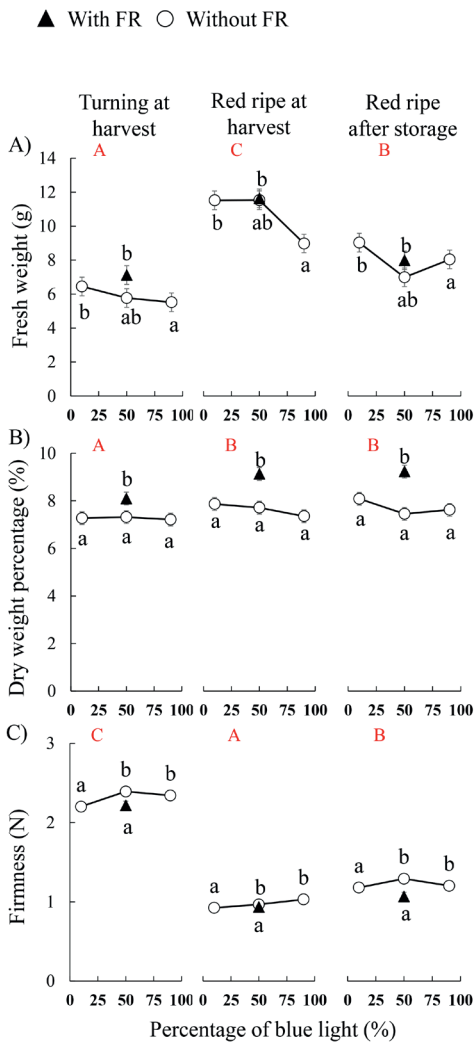 ▲ With FR ○ Without FR
Turning at harvest
Red ripe at harvest
Red ripe after storage
A)
A C B
Fresh weight (g)
14
12
10
8
6
4
2
0
b b b
b ab a
b ab a
b ab
0 25 50 75 100
0 25 50 75 100
0 25 50 75 100
B)
A B B
Dry weight percentage (%)
10
8
6
4
2
0
b b b
a a a
a a a
a a a
0 25 50 75 100
0 25 50 75 100
0 25 50 75 100
C)
C A B
Firmness (N)
3
2
1
0
a b b
a
a b b
a
a b b
a
0 25 50 75 100
0 25 50 75 100
0 25 50 75 100
Percentage of blue light (%)